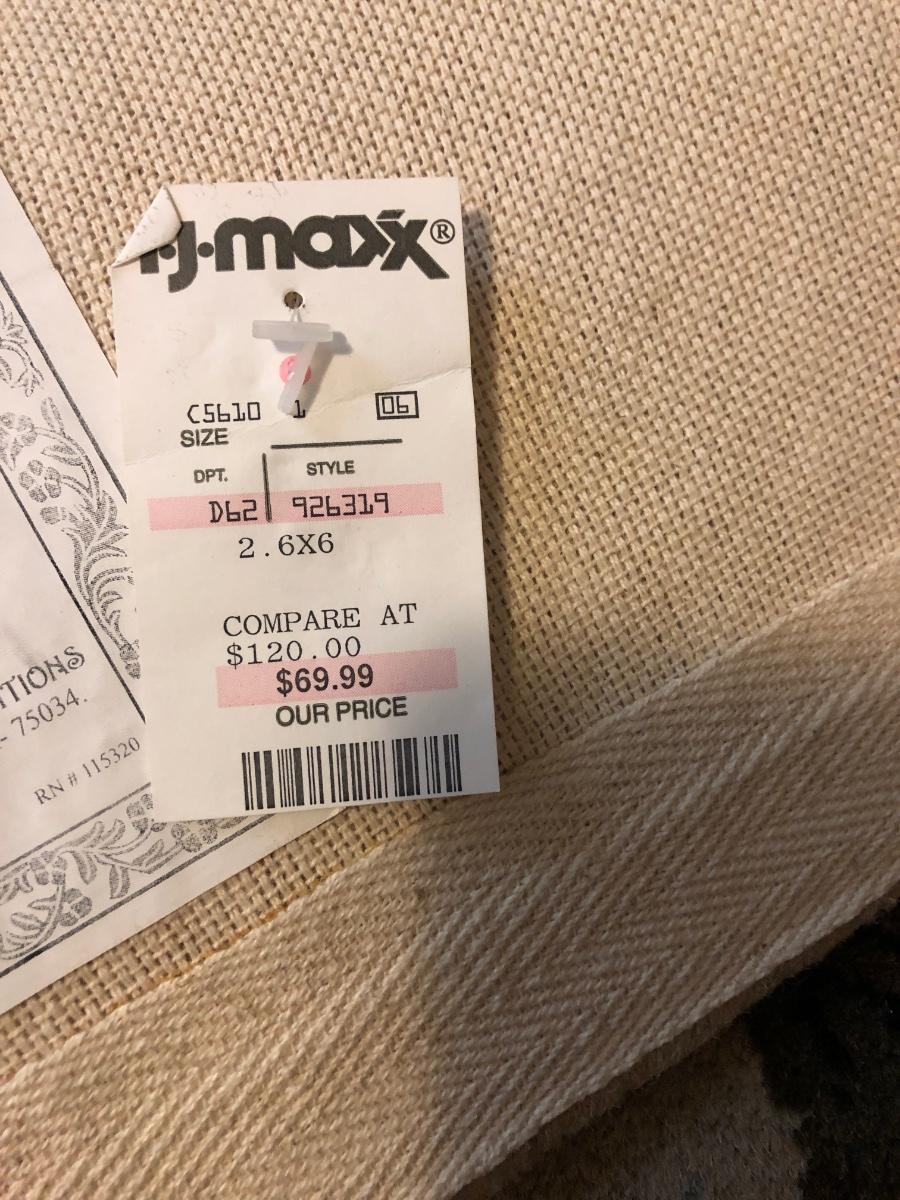 T.J.maxx®
C5610 1 06
SIZE
DPT. STYLE
D62 926319
2.6X6
COMPARE AT
$120.00
$69.99
OUR PRICE
75034.
RN # 115320